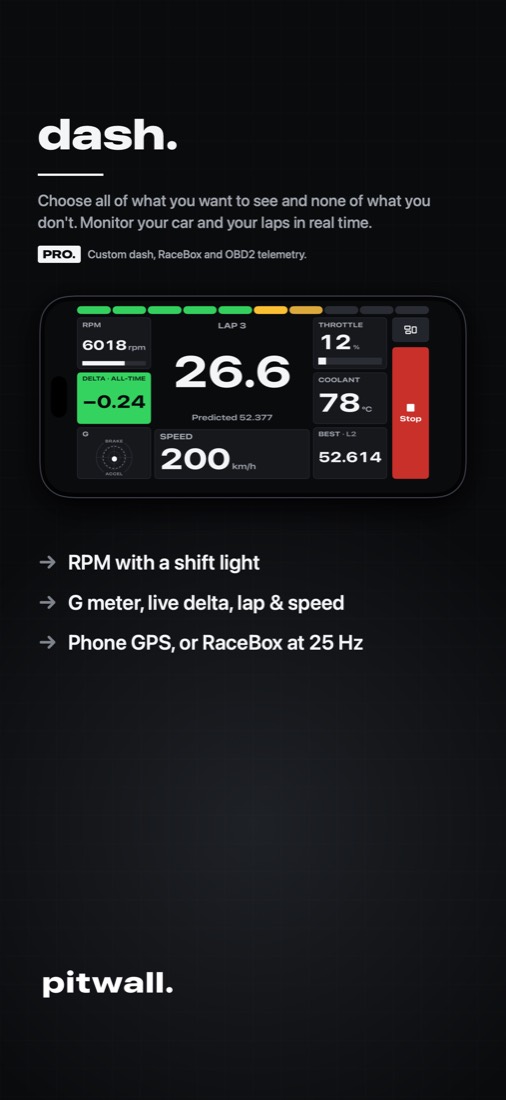 dash.
Choose all of what you want to see and none of what you
don't. Monitor your car and your laps in real time.
PRO. Custom dash, RaceBox and OBD2 telemetry.
RPM
6018 rpm
DELTA · ALL-TIME
−0.24
G
BRAKE
ACCEL
LAP 3
26.6
Predicted 52.377
SPEED
200 km/h
THROTTLE
12 %
COOLANT
78 °C
BEST · L2
52.614
Stop
→ RPM with a shift light
→ G meter, live delta, lap & speed
→ Phone GPS, or RaceBox at 25 Hz
pitwall.